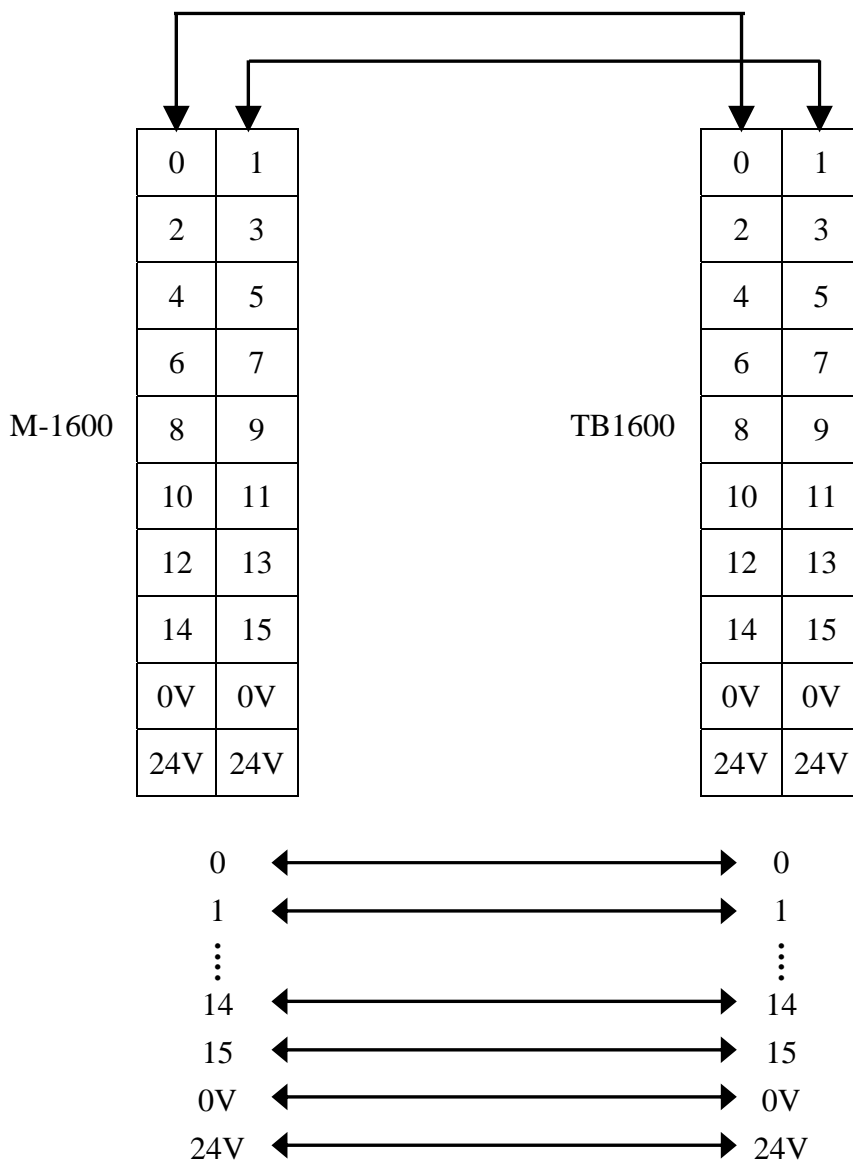 0 1 0 1
2 3 2 3
4 5 4 5
6 7 6 7
M-1600 8 9 TB1600 8 9
10 11 10 11
12 13 12 13
14 15 14 15
0V 0V 0V 0V
24V 24V 24V 24V
0 0
1 1
14 14
15 15
0V 0V
24V 24V